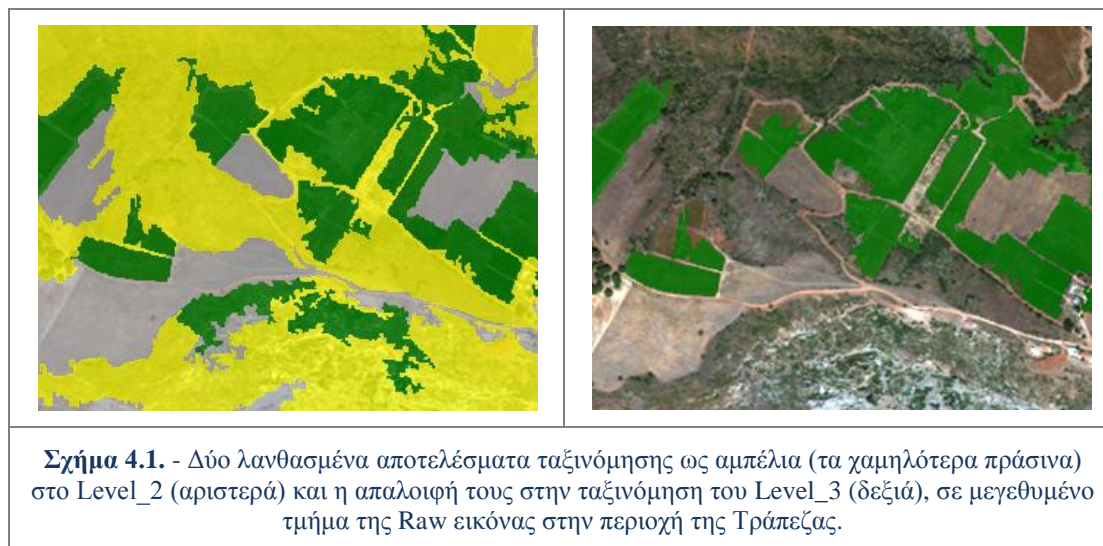 Σχήμα 4.1. - Δύο λανθασμένα αποτελέσματα ταξινόμησης ως αμπέλια (τα χαμηλότερα πράσινα)
στο Level_2 (αριστερά) και η απαλοιφή τους στην ταξινόμηση του Level_3 (δεξιά), σε μεγεθυμένο
τμήμα της Raw εικόνας στην περιοχή της Τράπεζας.